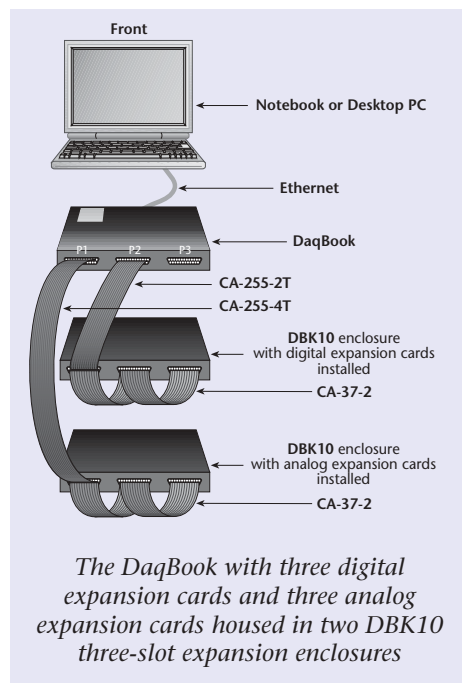 Front
Notebook or Desktop PC
Ethernet
DaqBook
P1 P2 P3
CA-255-2T
CA-255-4T
DBK10 enclosure
with digital expansion cards
installed
CA-37-2
DBK10 enclosure
with analog expansion cards
installed
CA-37-2
The DaqBook with three digital
expansion cards and three analog
expansion cards housed in two DBK10
three-slot expansion enclosures